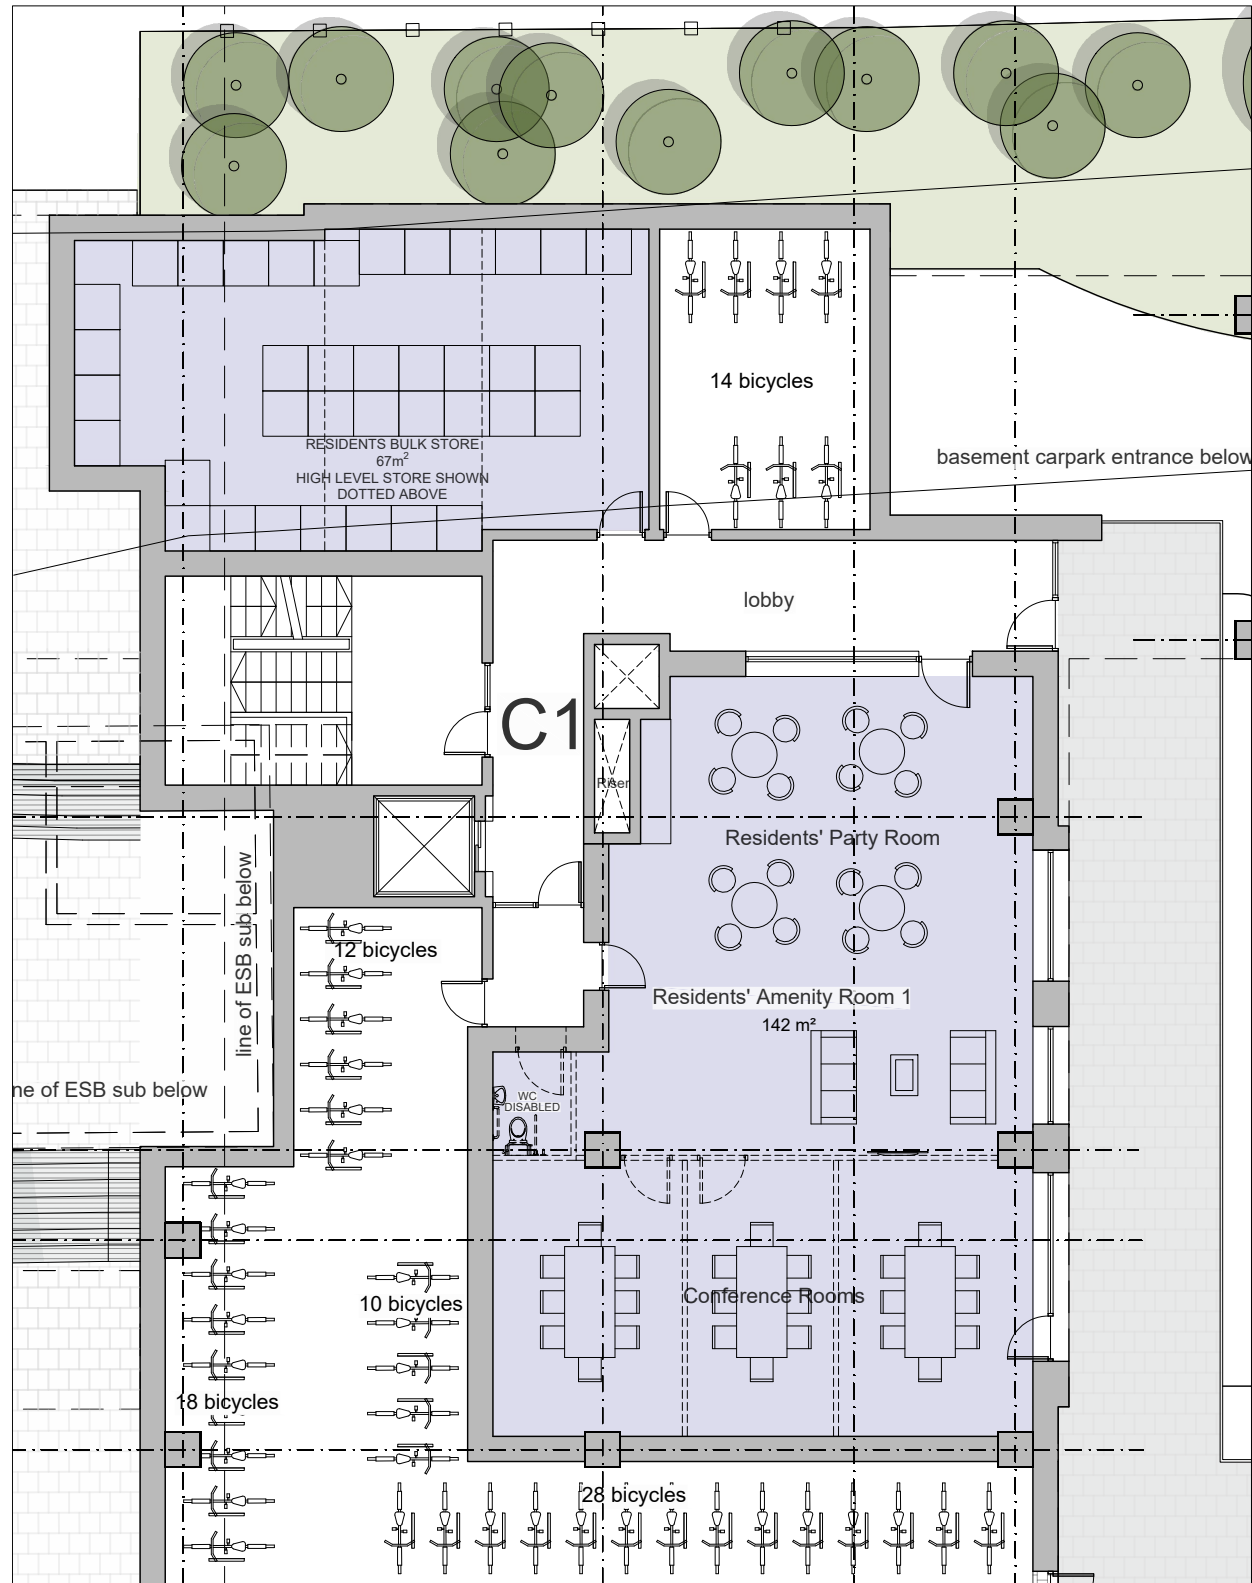 14 bicycles
RESIDENTS BULK STORE
67m²
HIGH LEVEL STORE SHOWN
DOTTED ABOVE
basement carpark entrance below
lobby
C1
Riser
Residents' Party Room
line of ESB sub below
12 bicycles
Residents' Amenity Room 1
142 m²
ne of ESB sub below
WC
DISABLED
Conference Rooms
10 bicycles
18 bicycles
28 bicycles